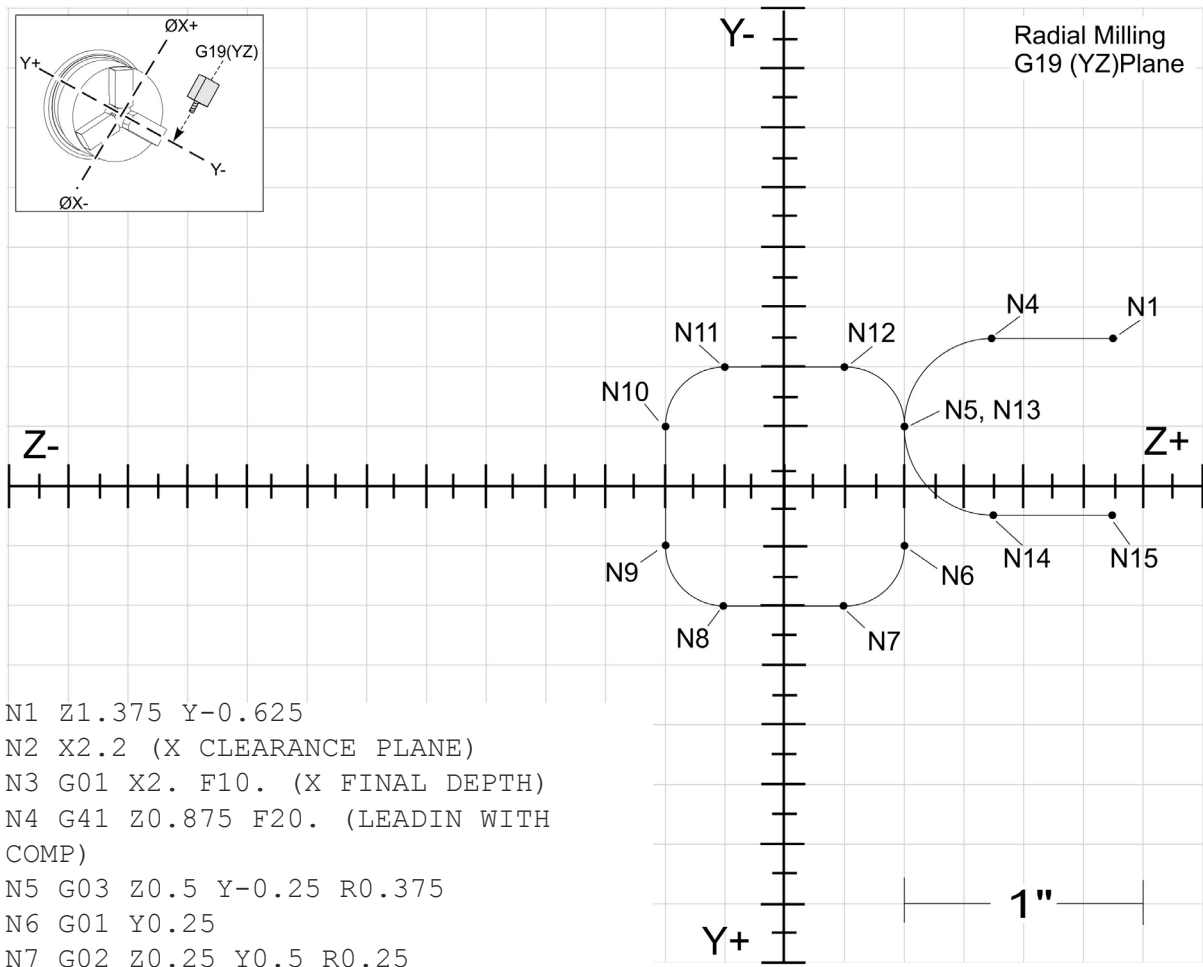 ØX+
G19(YZ)
Y+
Y-
ØX-
Y-
Radial Milling
G19 (YZ)Plane
N4
N1
N11
N12
N10
N5, N13
Z-
Z+
N9
N6
N14
N15
N8
N7
N1 Z1.375 Y-0.625
N2 X2.2 (X CLEARANCE PLANE)
N3 G01 X2. F10. (X FINAL DEPTH)
N4 G41 Z0.875 F20. (LEADIN WITH
COMP)
N5 G03 Z0.5 Y-0.25 R0.375
N6 G01 Y0.25
N7 G02 Z0.25 Y0.5 R0.25
1"
Y+